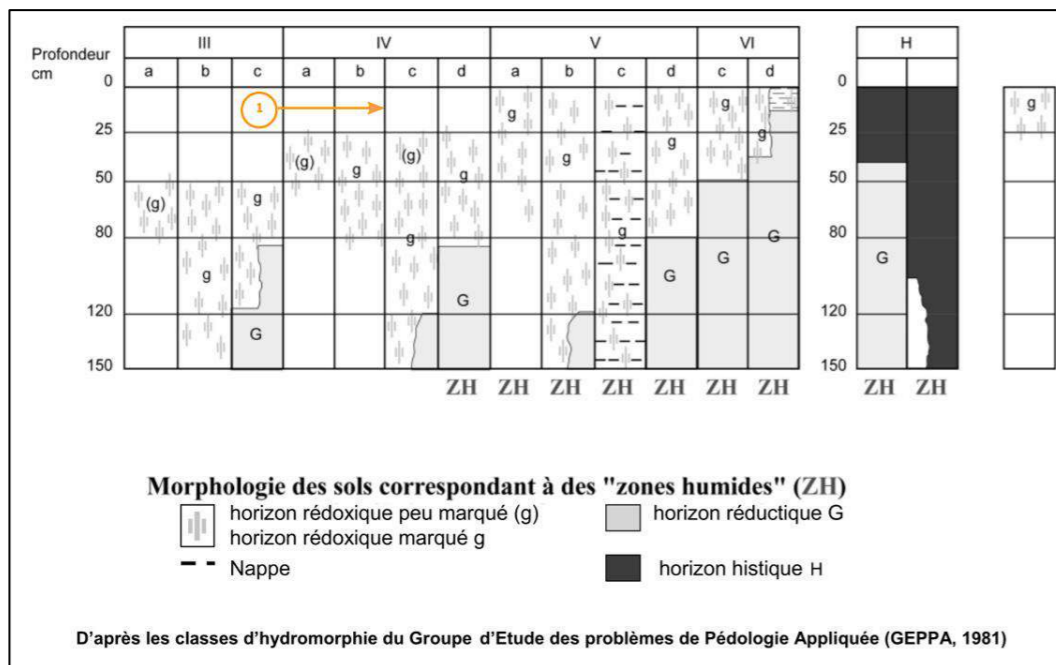 III IV V VI H
Profondeur
cm
a b c a b c d a b c d c d
0 0
1
g g g g
25 25
(g) g (g) g g g g
50 50
(g) g g
80 80
g g g G G G G
120 120
G G
150 150
ZH ZH ZH ZH ZH ZH ZH ZH ZH
Morphologie des sols correspondant à des "zones humides" (ZH)
horizon rédoxique peu marqué (g) horizon réductique G
horizon rédoxique marqué g
Nappe horizon histique H
D'après les classes d'hydromorphie du Groupe d'Etude des problèmes de Pédologie Appliquée (GEPPA, 1981)